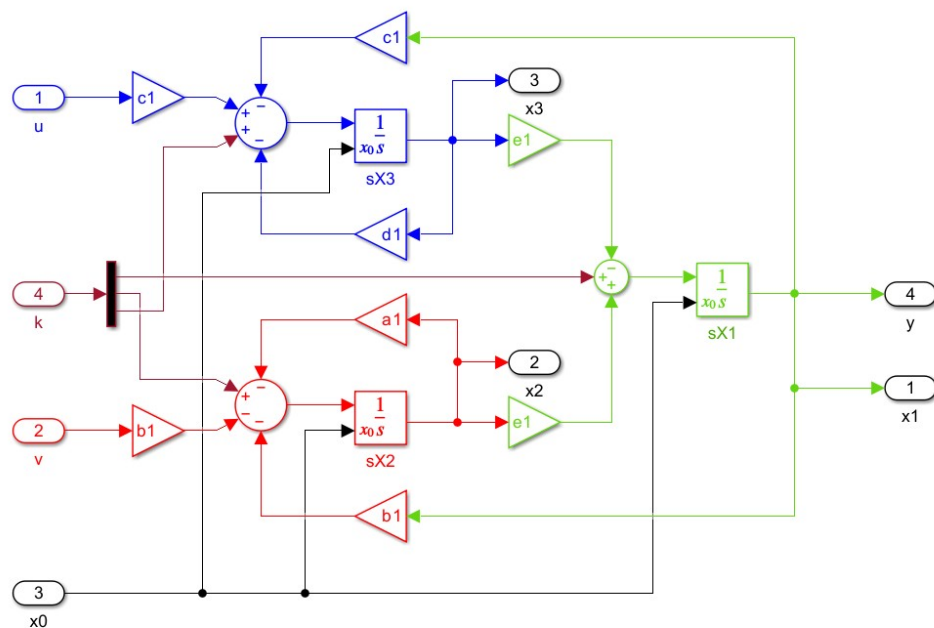 c1
1
u
c1
−
+
+
−
1
x₀ s
sX3
3
x3
e1
d1
4
k
−
+
+
1
x₀ s
sX1
4
y
a1
2
x2
1
x1
2
v
b1
−
+
−
−
1
x₀ s
sX2
e1
b1
3
x0